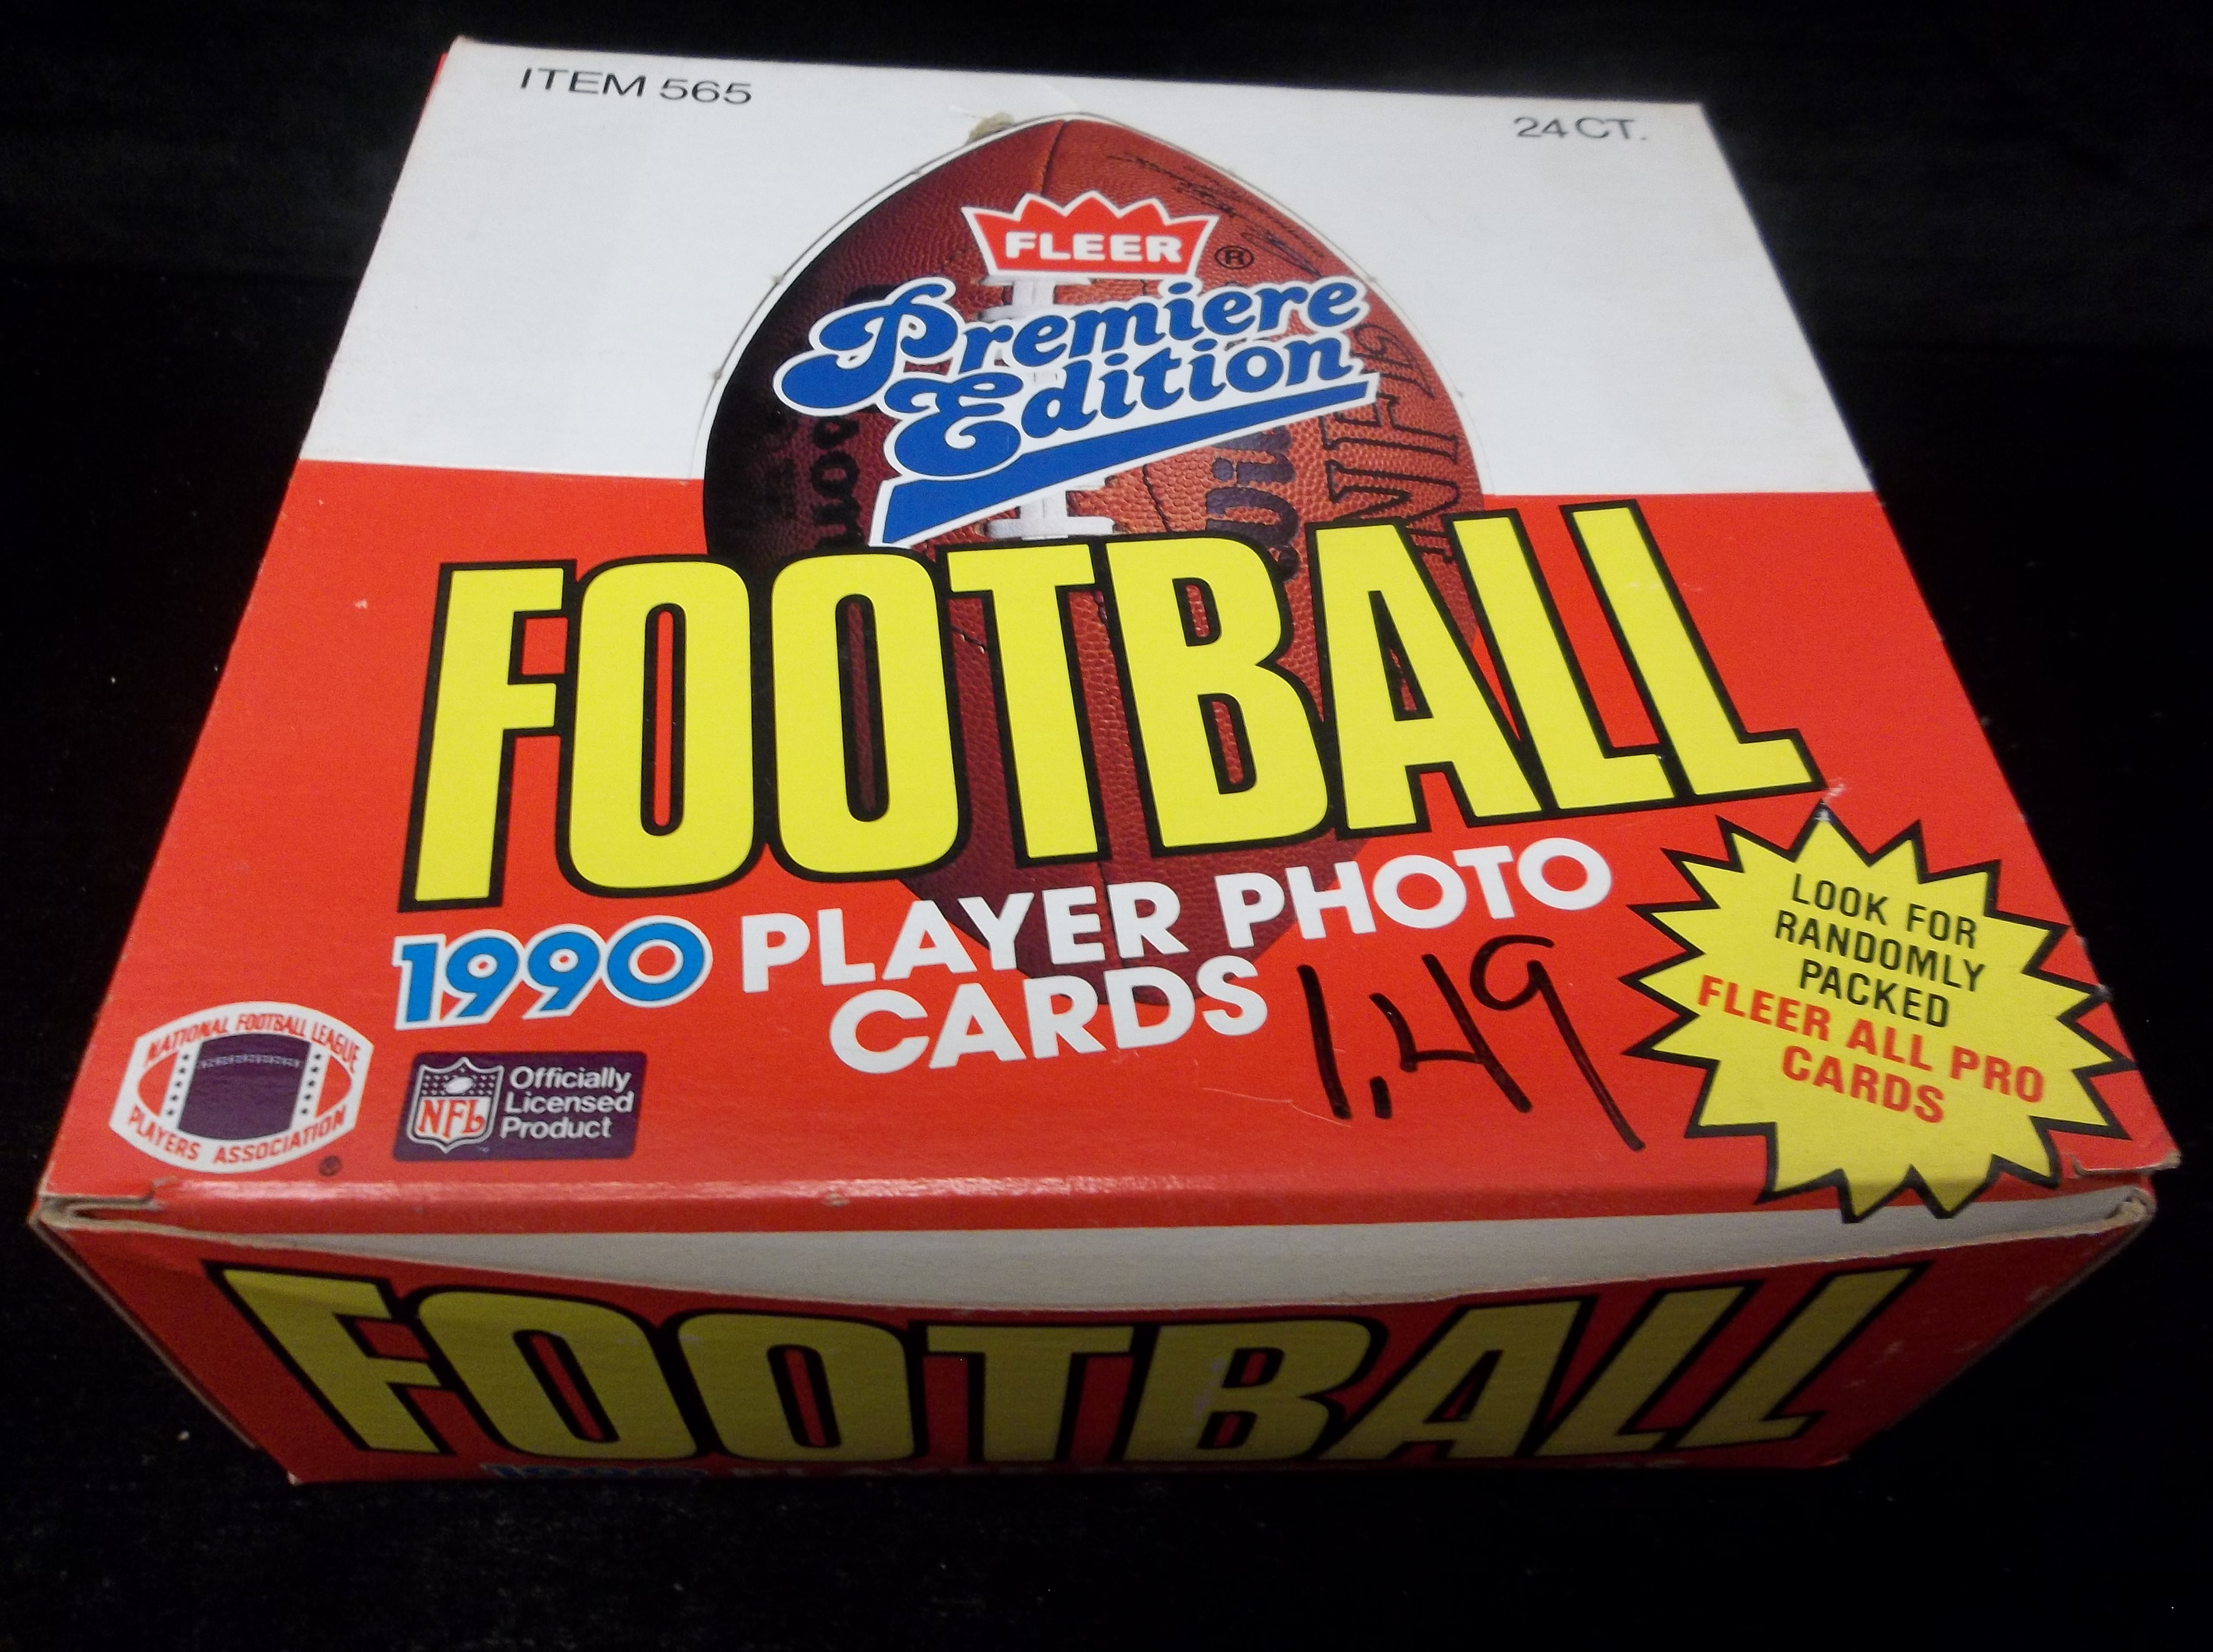 ITEM 565
24 CT.
FLEER ®
Premiere
Edition
NFL
FOOTBALL
1990 PLAYER PHOTO
CARDS
1.49
LOOK FOR
RANDOMLY
PACKED
FLEER ALL PRO
CARDS
NATIONAL FOOTBALL LEAGUE
PLAYERS ASSOCIATION
®
NFL
Officially
Licensed
Product
FOOTBALL